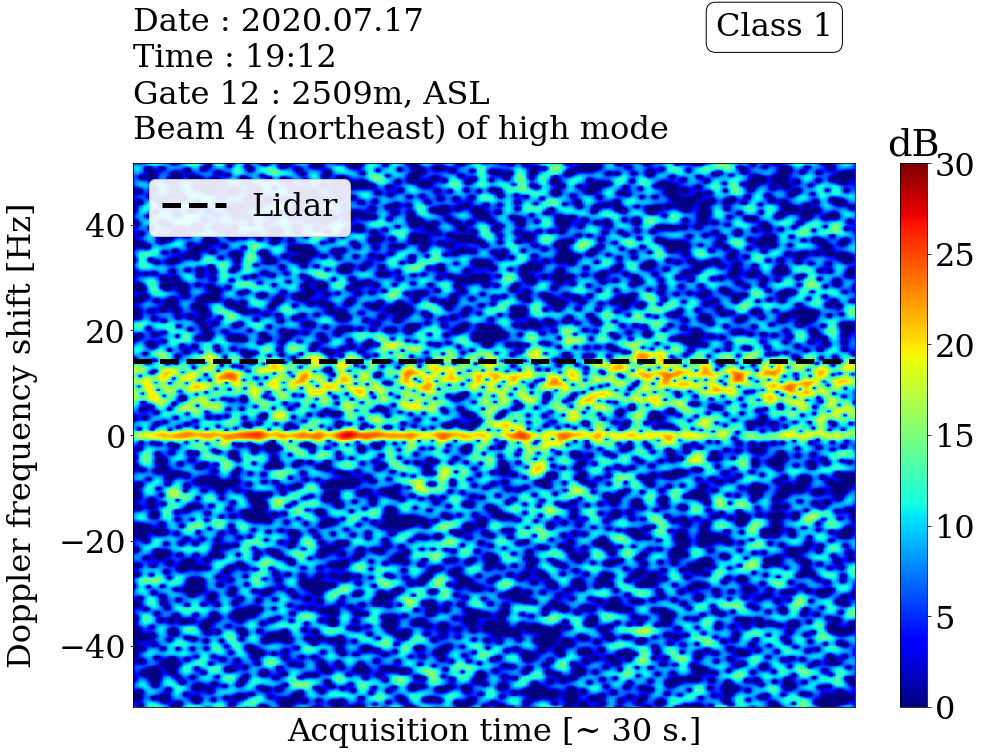 Date : 2020.07.17
Time : 19:12
Gate 12 : 2509m, ASL
Beam 4 (northeast) of high mode
Class 1
dB
Lidar
Doppler frequency shift [Hz]
40
20
0
−20
−40
30
25
20
15
10
5
0
Acquisition time [~ 30 s.]